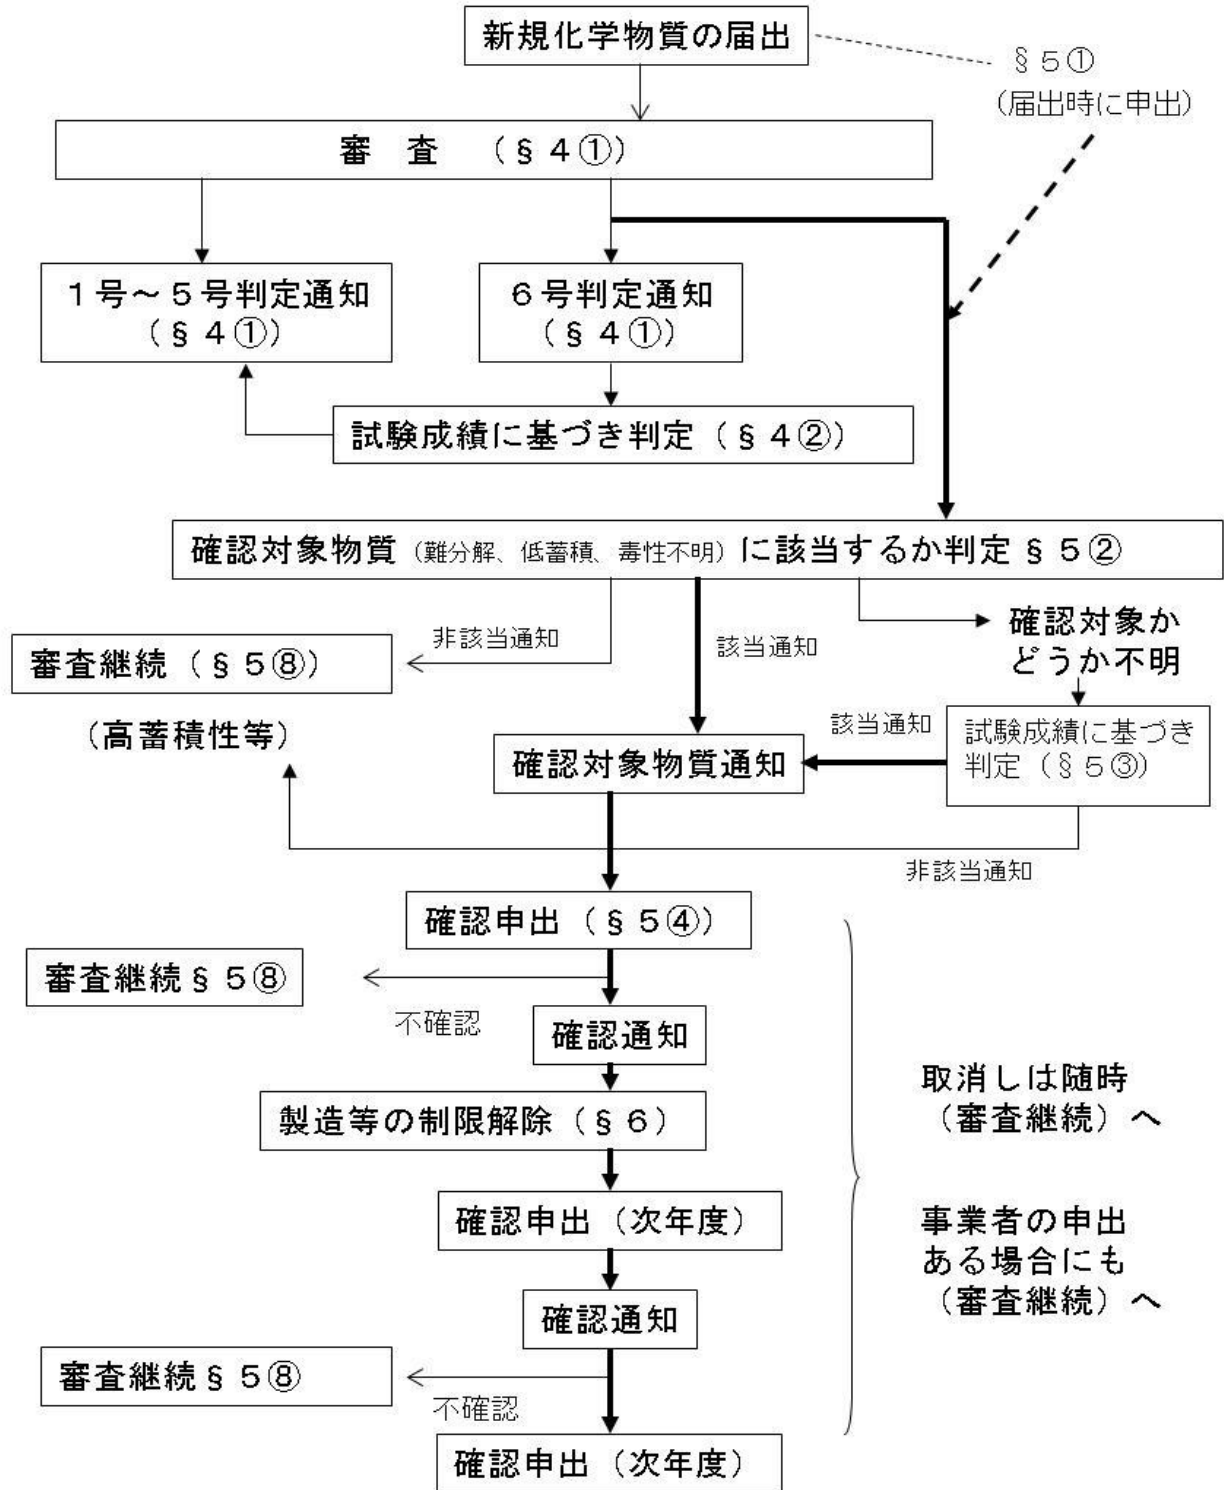 新規化学物質の届出
§５①
(届出時に申出)
審　査　（§４①）
１号～５号判定通知
（§４①）
６号判定通知
（§４①）
試験成績に基づき判定（§４②）
確認対象物質（難分解、低蓄積、毒性不明）に該当するか判定§５②
非該当通知
該当通知
確認対象か
どうか不明
審査継続（§５⑧）
（高蓄積性等）
該当通知
試験成績に基づき
判定（§５③）
確認対象物質通知
非該当通知
確認申出（§５④）
審査継続§５⑧
不確認
確認通知
取消しは随時
（審査継続）へ
製造等の制限解除（§６）
確認申出（次年度）
事業者の申出
ある場合にも
（審査継続）へ
確認通知
審査継続§５⑧
不確認
確認申出（次年度）